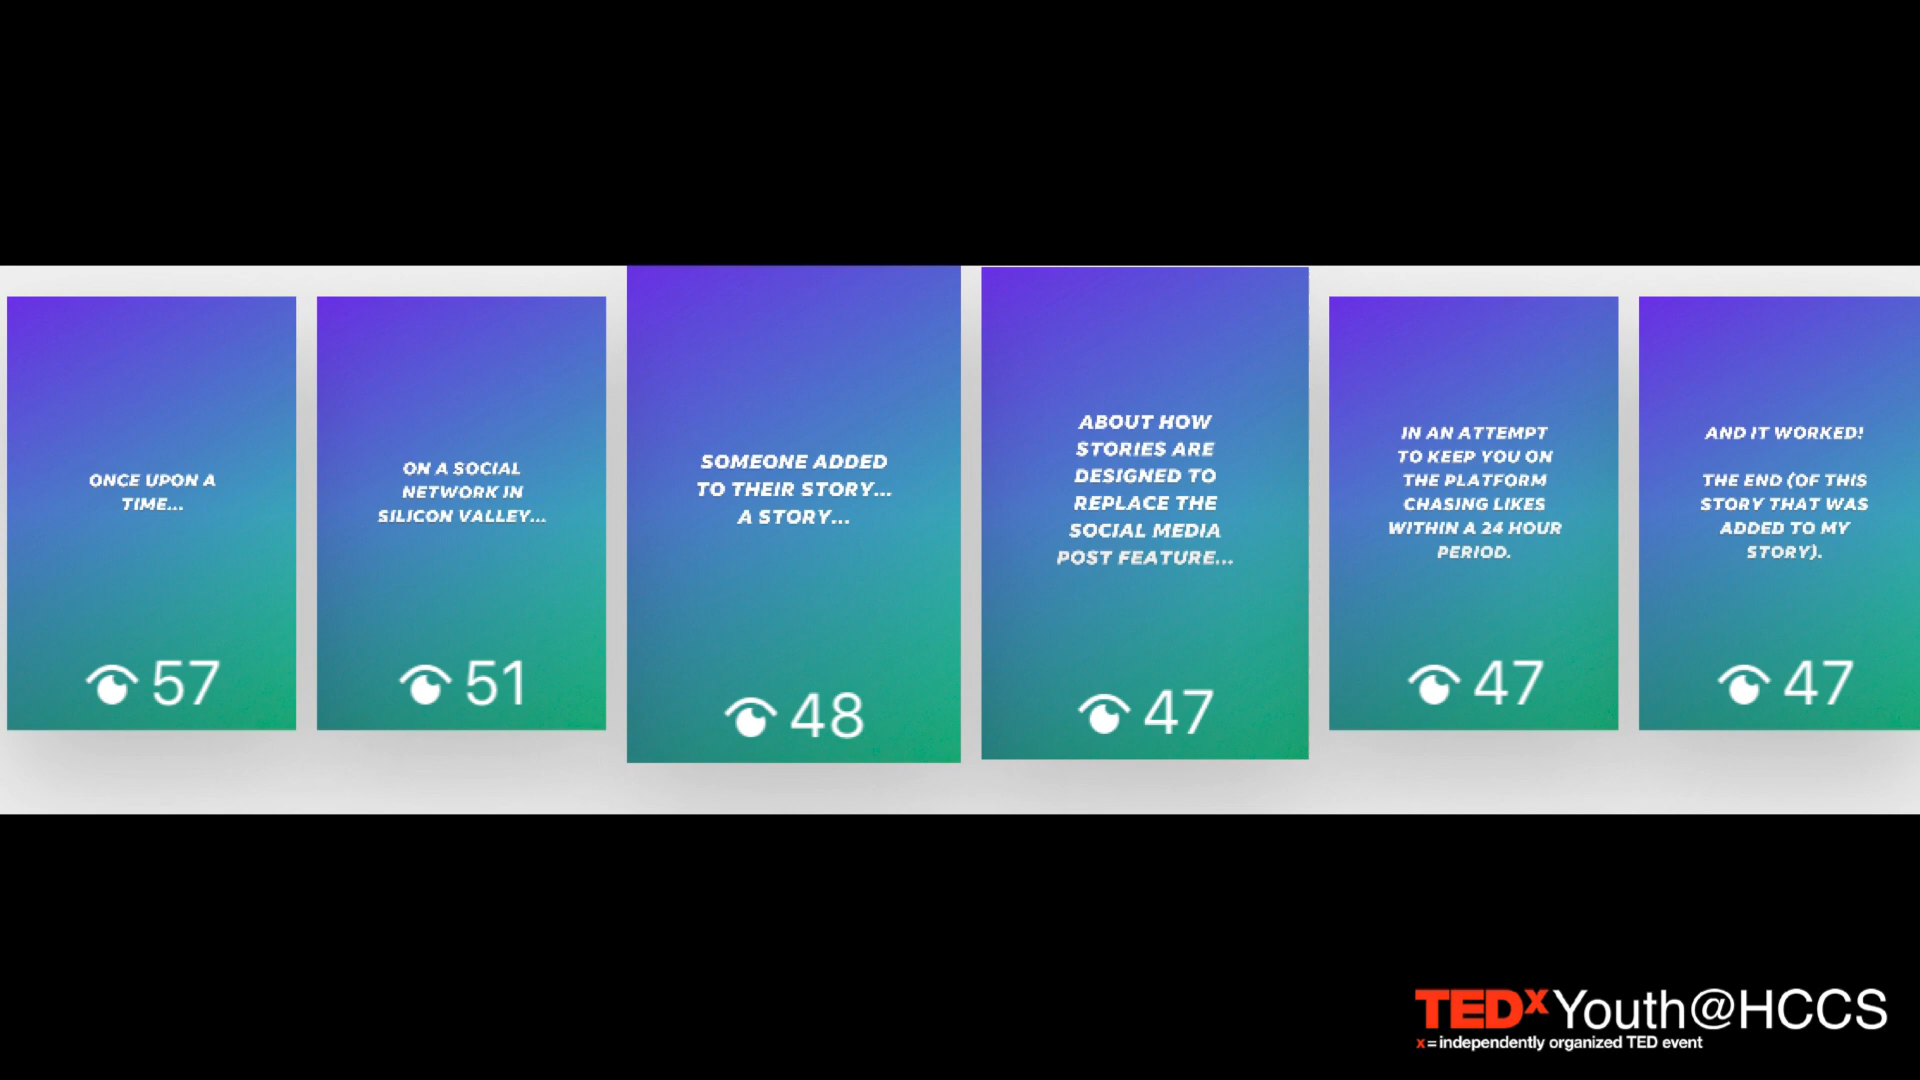 ONCE UPON A
TIME...
57
ON A SOCIAL
NETWORK IN
SILICON VALLEY...
51
SOMEONE ADDED
TO THEIR STORY...
A STORY...
48
ABOUT HOW
STORIES ARE
DESIGNED TO
REPLACE THE
SOCIAL MEDIA
POST FEATURE...
47
IN AN ATTEMPT
TO KEEP YOU ON
THE PLATFORM
CHASING LIKES
WITHIN A 24 HOUR
PERIOD.
47
AND IT WORKED!
THE END (OF THIS
STORY THAT WAS
ADDED TO MY
STORY).
47
TEDxYouth@HCCS
x=independently organized TED event